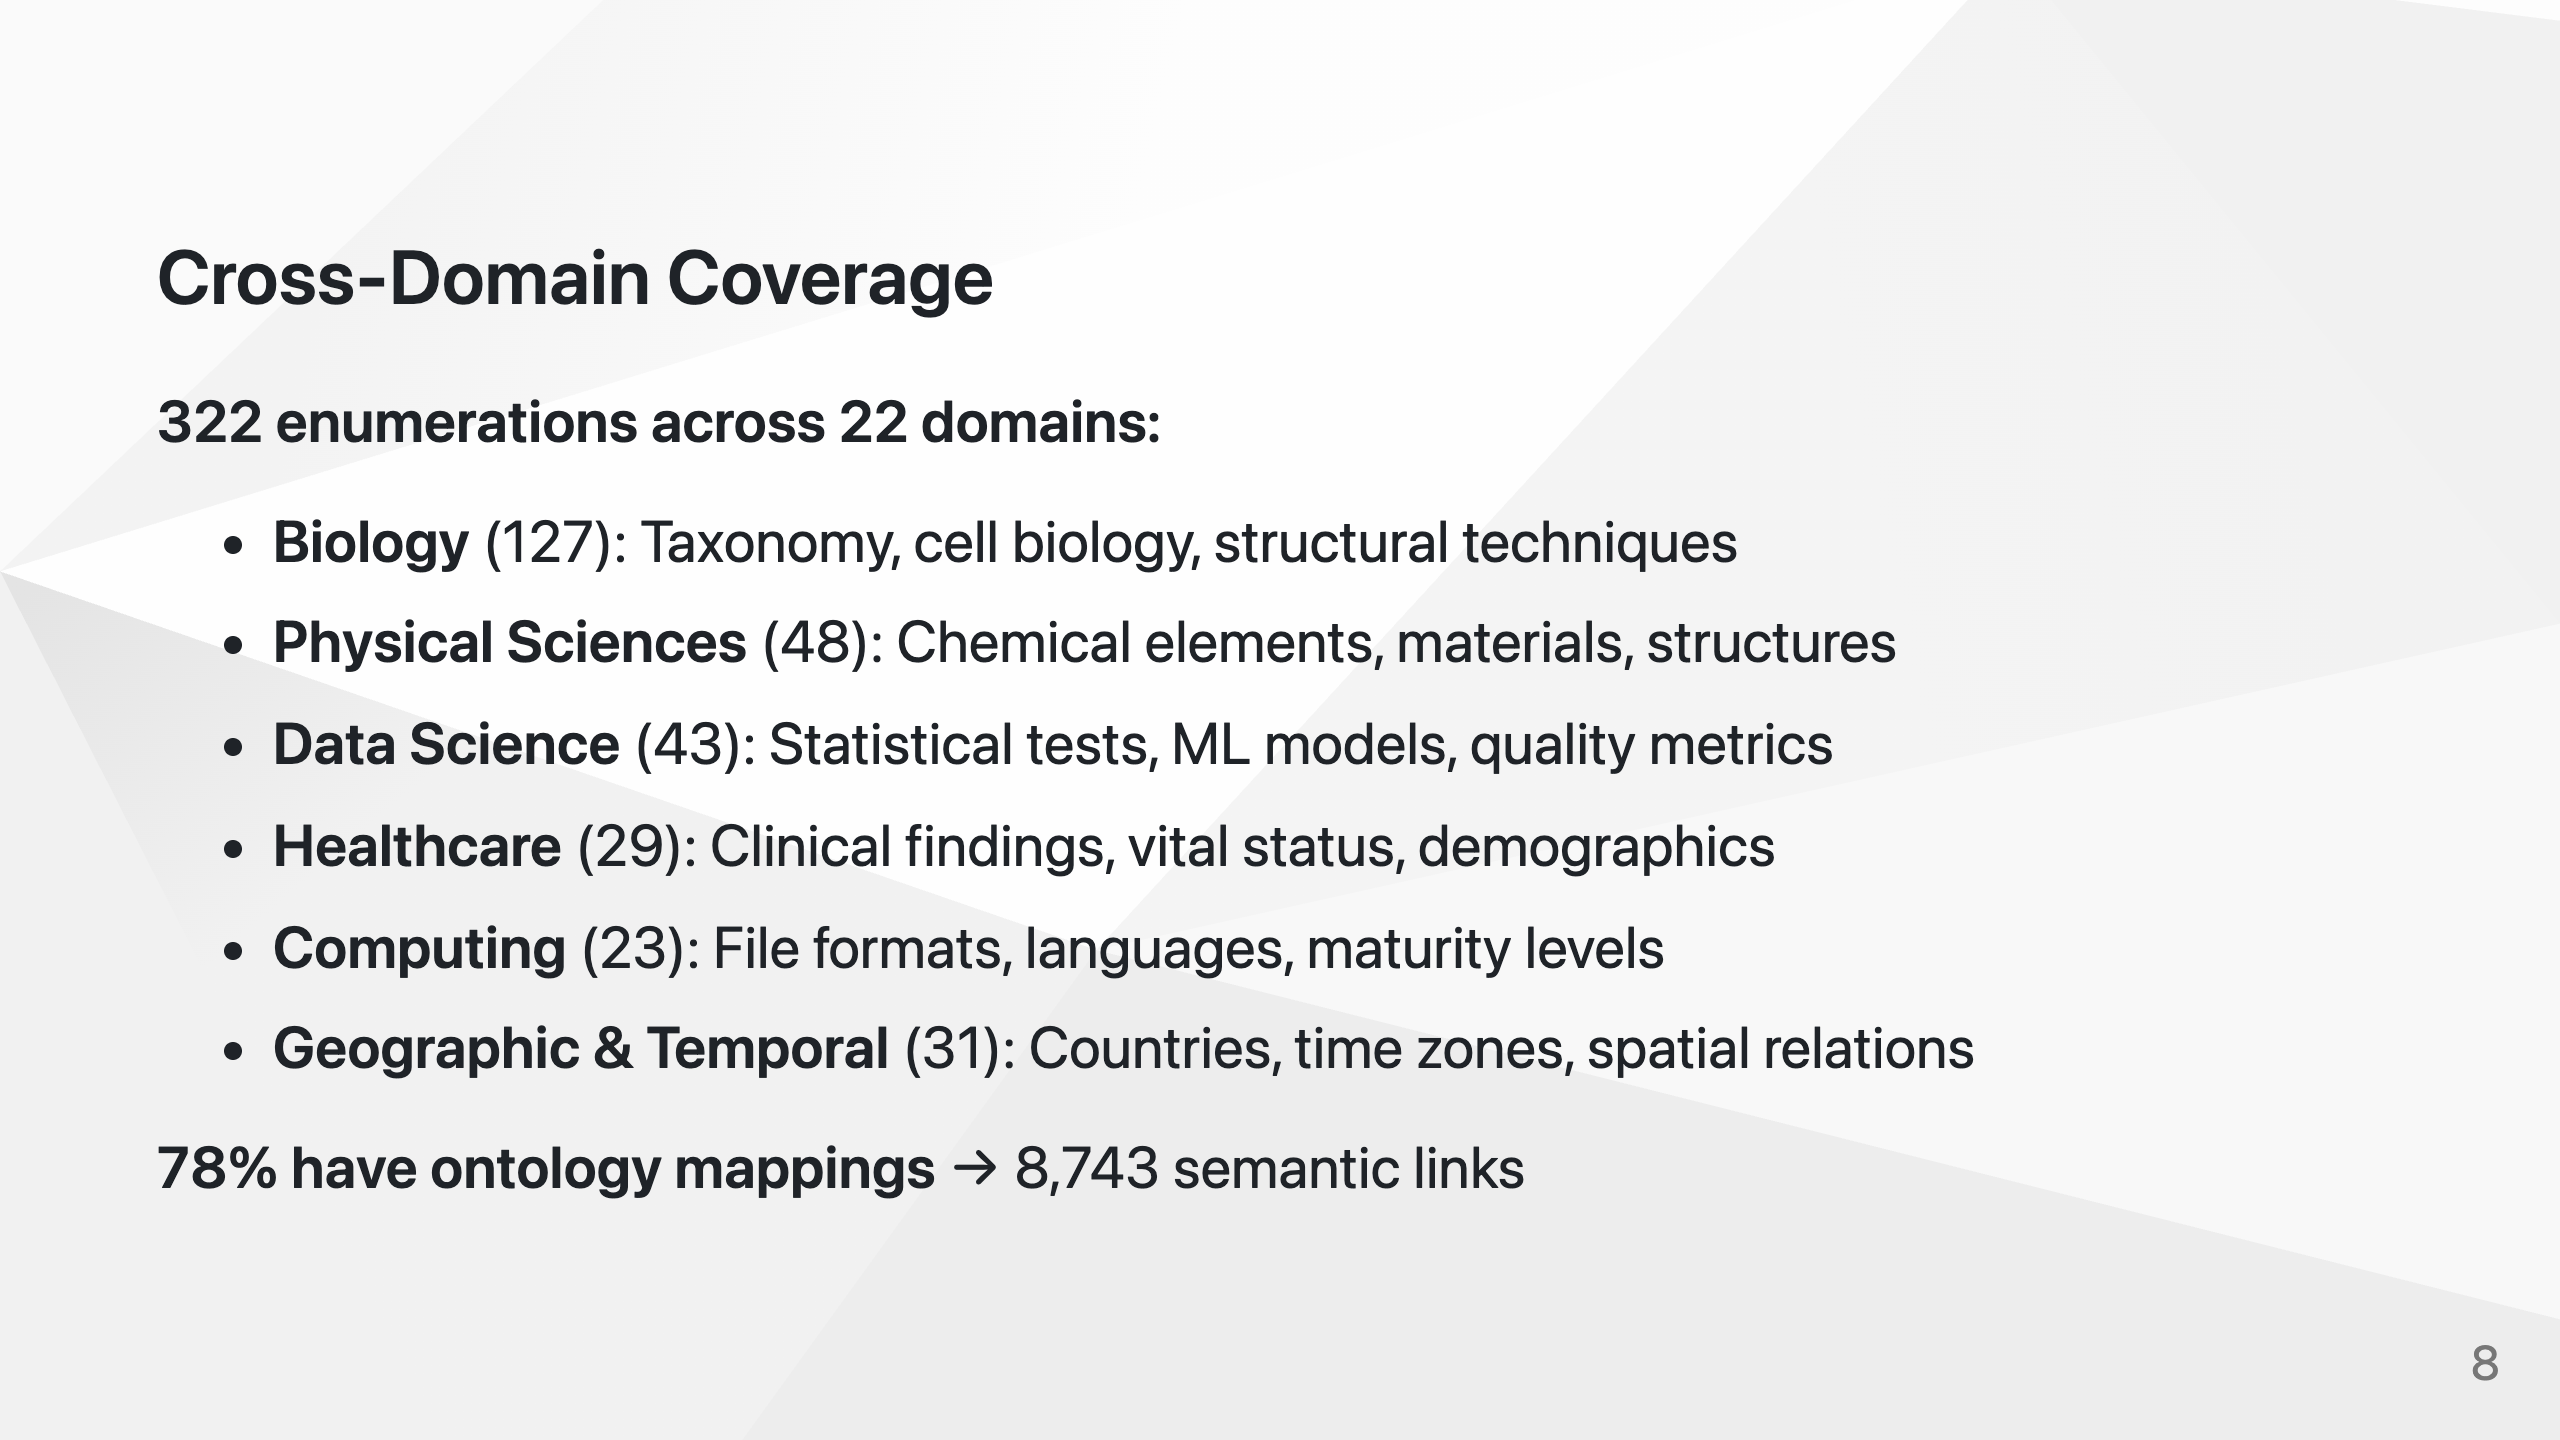 Cross-Domain Coverage
322 enumerations across 22 domains:
• Biology (127): Taxonomy, cell biology, structural techniques
• Physical Sciences (48): Chemical elements, materials, structures
• Data Science (43): Statistical tests, ML models, quality metrics
• Healthcare (29): Clinical findings, vital status, demographics
• Computing (23): File formats, languages, maturity levels
• Geographic & Temporal (31): Countries, time zones, spatial relations
78% have ontology mappings → 8,743 semantic links
8